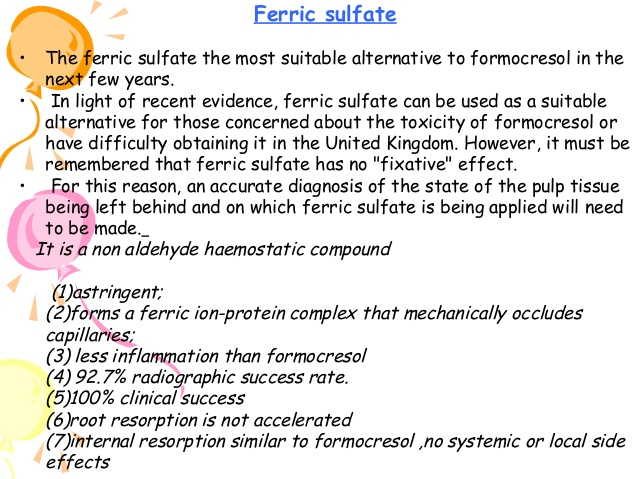 Ferric sulfate
• The ferric sulfate the most suitable alternative to formocresol in the
next few years.
• In light of recent evidence, ferric sulfate can be used as a suitable
alternative for those concerned about the toxicity of formocresol or
have difficulty obtaining it in the United Kingdom. However, it must be
remembered that ferric sulfate has no "fixative" effect.
• For this reason, an accurate diagnosis of the state of the pulp tissue
being left behind and on which ferric sulfate is being applied will need
to be made._
It is a non aldehyde haemostatic compound
(1)astringent;
(2)forms a ferric ion-protein complex that mechanically occludes
capillaries;
(3) less inflammation than formocresol
(4) 92.7% radiographic success rate.
(5)100% clinical success
(6)root resorption is not accelerated
(7)internal resorption similar to formocresol ,no systemic or local side
effects